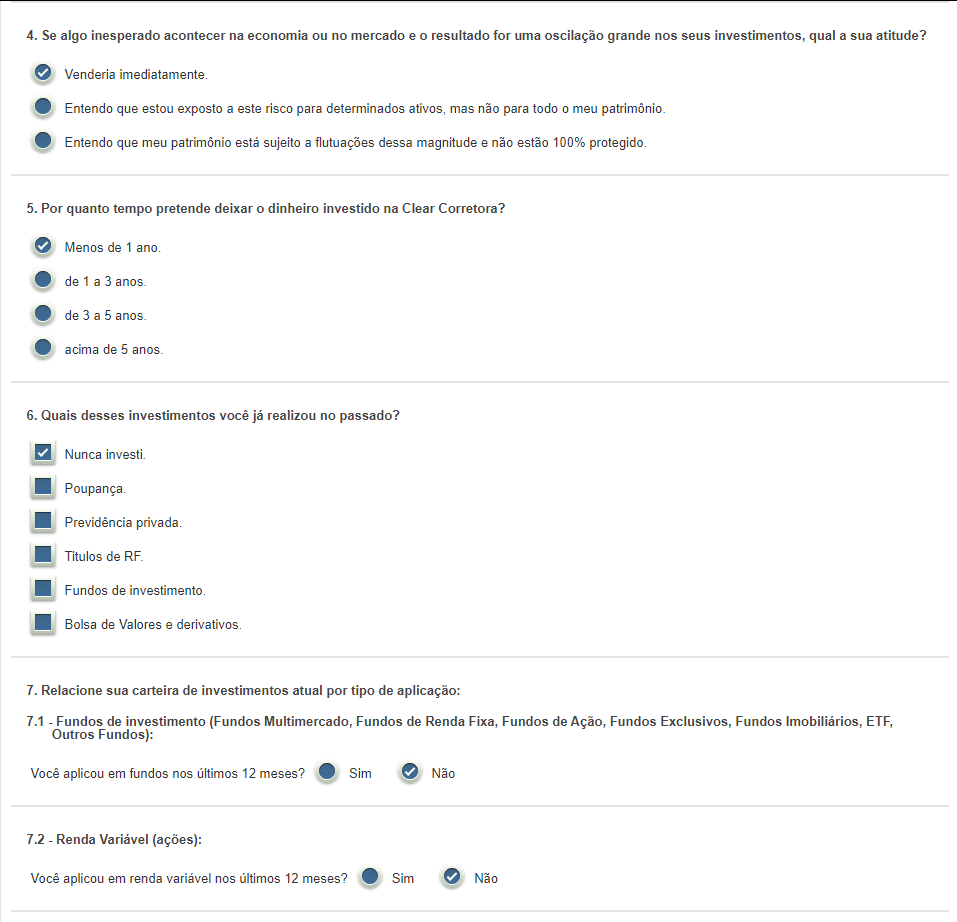 4. Se algo inesperado acontecer na economia ou no mercado e o resultado for uma oscilação grande nos seus investimentos, qual a sua atitude?
Venderia imediatamente.
Entendo que estou exposto a este risco para determinados ativos, mas não para todo o meu patrimônio.
Entendo que meu patrimônio está sujeito a flutuações dessa magnitude e não estão 100% protegido.
5. Por quanto tempo pretende deixar o dinheiro investido na Clear Corretora?
Menos de 1 ano.
de 1 a 3 anos.
de 3 a 5 anos.
acima de 5 anos.
6. Quais desses investimentos você já realizou no passado?
Nunca investi.
Poupança.
Previdência privada.
Titulos de RF.
Fundos de investimento.
Bolsa de Valores e derivativos.
7. Relacione sua carteira de investimentos atual por tipo de aplicação:
7.1 - Fundos de investimento (Fundos Multimercado, Fundos de Renda Fixa, Fundos de Ação, Fundos Exclusivos, Fundos Imobiliários, ETF,
Outros Fundos):
Você aplicou em fundos nos últimos 12 meses? Sim Não
7.2 - Renda Variável (ações):
Você aplicou em renda variável nos últimos 12 meses? Sim Não